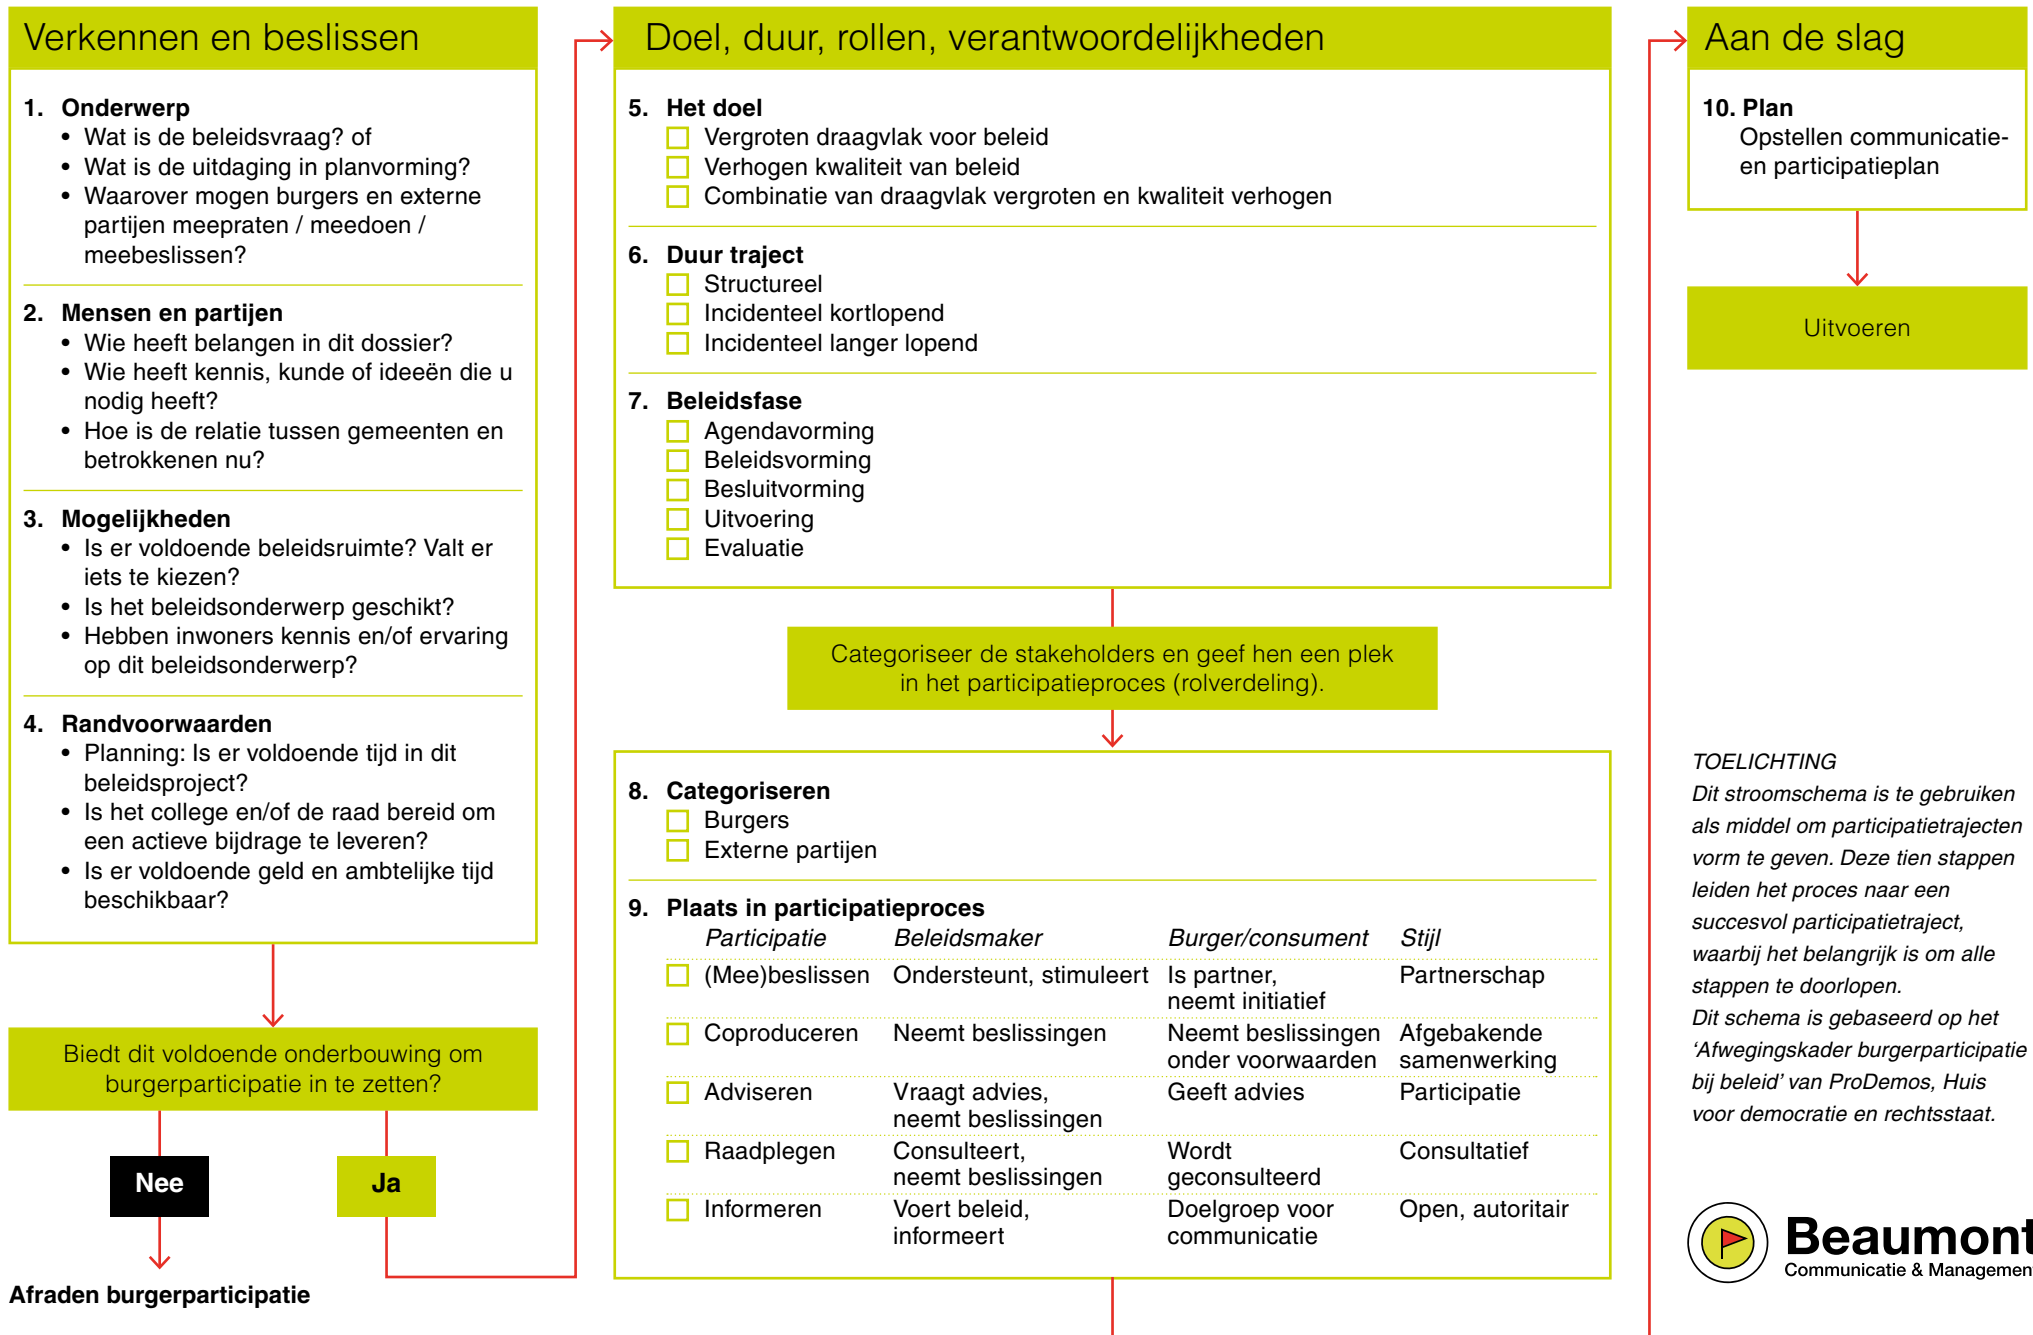 Verkennen en beslissen
1. Onderwerp
• Wat is de beleidsvraag? of
• Wat is de uitdaging in planvorming?
• Waarover mogen burgers en externe
partijen meepraten / meedoen /
meebeslissen?
2. Mensen en partijen
• Wie heeft belangen in dit dossier?
• Wie heeft kennis, kunde of ideeën die u
nodig heeft?
• Hoe is de relatie tussen gemeenten en
betrokkenen nu?
3. Mogelijkheden
• Is er voldoende beleidsruimte? Valt er
iets te kiezen?
• Is het beleidsonderwerp geschikt?
• Hebben inwoners kennis en/of ervaring
op dit beleidsonderwerp?
4. Randvoorwaarden
• Planning: Is er voldoende tijd in dit
beleidsproject?
• Is het college en/of de raad bereid om
een actieve bijdrage te leveren?
• Is er voldoende geld en ambtelijke tijd
beschikbaar?
Biedt dit voldoende onderbouwing om
burgerparticipatie in te zetten?
Nee
Ja
Afraden burgerparticipatie
Doel, duur, rollen, verantwoordelijkheden
5. Het doel
Vergroten draagvlak voor beleid
Verhogen kwaliteit van beleid
Combinatie van draagvlak vergroten en kwaliteit verhogen
6. Duur traject
Structureel
Incidenteel kortlopend
Incidenteel langer lopend
7. Beleidsfase
Agendavorming
Beleidsvorming
Besluitvorming
Uitvoering
Evaluatie
Categoriseer de stakeholders en geef hen een plek
in het participatieproces (rolverdeling).
8. Categoriseren
Burgers
Externe partijen
9. Plaats in participatieproces
Participatie Beleidsmaker Burger/consument Stijl
(Mee)beslissen Ondersteunt, stimuleert Is partner, Partnerschap
neemt initiatief
Coproduceren Neemt beslissingen Neemt beslissingen Afgebakende
onder voorwaarden samenwerking
Adviseren Vraagt advies, Geeft advies Participatie
neemt beslissingen
Raadplegen Consulteert, Wordt Consultatief
neemt beslissingen geconsulteerd
Informeren Voert beleid, Doelgroep voor Open, autoritair
informeert communicatie
Aan de slag
10. Plan
Opstellen communicatie-
en participatieplan
Uitvoeren
TOELICHTING
Dit stroomschema is te gebruiken
als middel om participatietrajecten
vorm te geven. Deze tien stappen
leiden het proces naar een
succesvol participatietraject,
waarbij het belangrijk is om alle
stappen te doorlopen.
Dit schema is gebaseerd op het
‘Afwegingskader burgerparticipatie
bij beleid’ van ProDemos, Huis
voor democratie en rechtsstaat.
Beaumont
Communicatie & Management